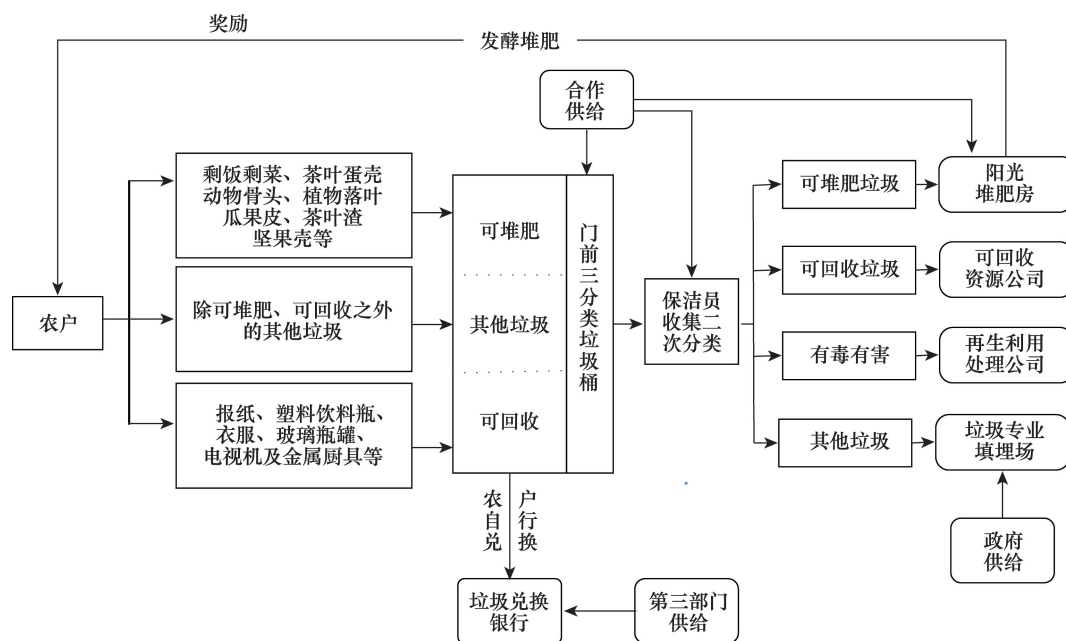 奖励
发酵堆肥
合作
供给
剩饭剩菜、茶叶蛋壳
动物骨头、植物落叶
瓜果皮、茶叶渣
坚果壳等
农户
除可堆肥、可回收之外
的其他垃圾
报纸、塑料饮料瓶、
衣服、玻璃瓶罐、
电视机及金属厨具等
可堆肥
其他垃圾
可回收
门前三分类垃圾桶
保洁员
收集二
次分类
可堆肥垃圾
可回收垃圾
有毒有害
其他垃圾
阳光
堆肥房
可回收
资源公司
再生利用
处理公司
垃圾专业
填埋场
政府
供给
农户
自行
兑换
垃圾兑换
银行
第三部门
供给